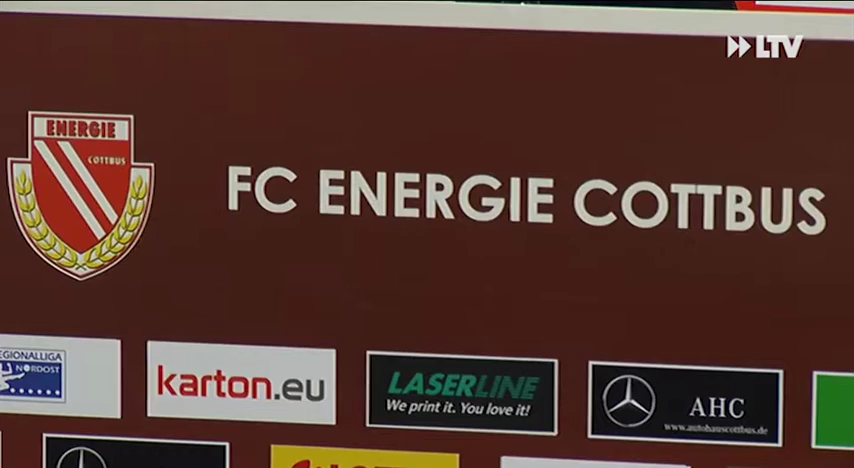 LTV
ENERGIE
COTTBUS
FC ENERGIE COTTBUS
REGIONALLIGA
NORDOST
karton.eu
LASERLINE
We print it. You love it!
AHC
www.autohauscottbus.de